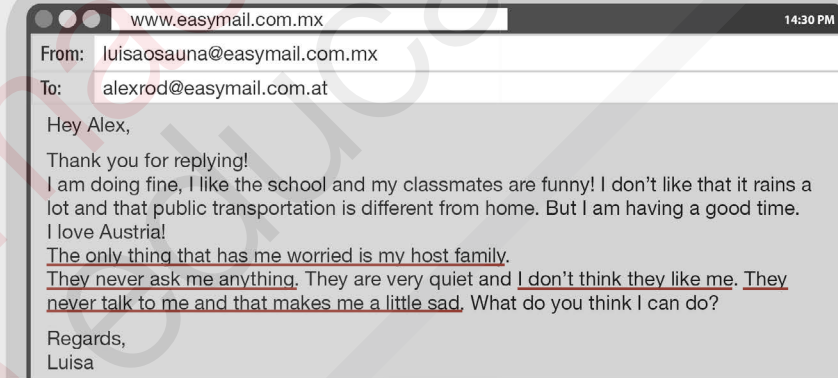 www.easymail.com.mx
14:30 PM
From: luisaosauna@easymail.com.mx
To: alexrod@easymail.com.at
Hey Alex,
Thank you for replying!
I am doing fine, I like the school and my classmates are funny! I don't like that it rains a
lot and that public transportation is different from home. But I am having a good time.
I love Austria!
The only thing that has me worried is my host family.
They never ask me anything. They are very quiet and I don't think they like me. They
never talk to me and that makes me a little sad. What do you think I can do?
Regards,
Luisa